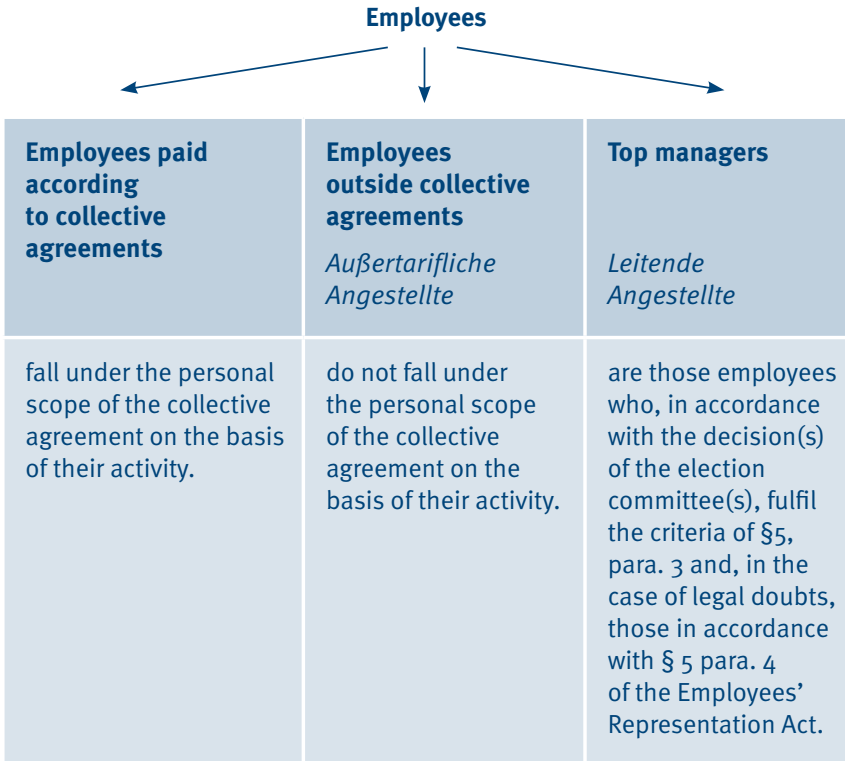 Employees
Employees paid
according
to collective
agreements
Employees
outside collective
agreements
Außertarifliche
Angestellte
Top managers
Leitende
Angestellte
fall under the personal
scope of the collective
agreement on the basis
of their activity.
do not fall under
the personal scope
of the collective
agreement on the
basis of their activity.
are those employees
who, in accordance
with the decision(s)
of the election
committee(s), fulfil
the criteria of §5,
para. 3 and, in the
case of legal doubts,
those in accordance
with § 5 para. 4
of the Employees’
Representation Act.